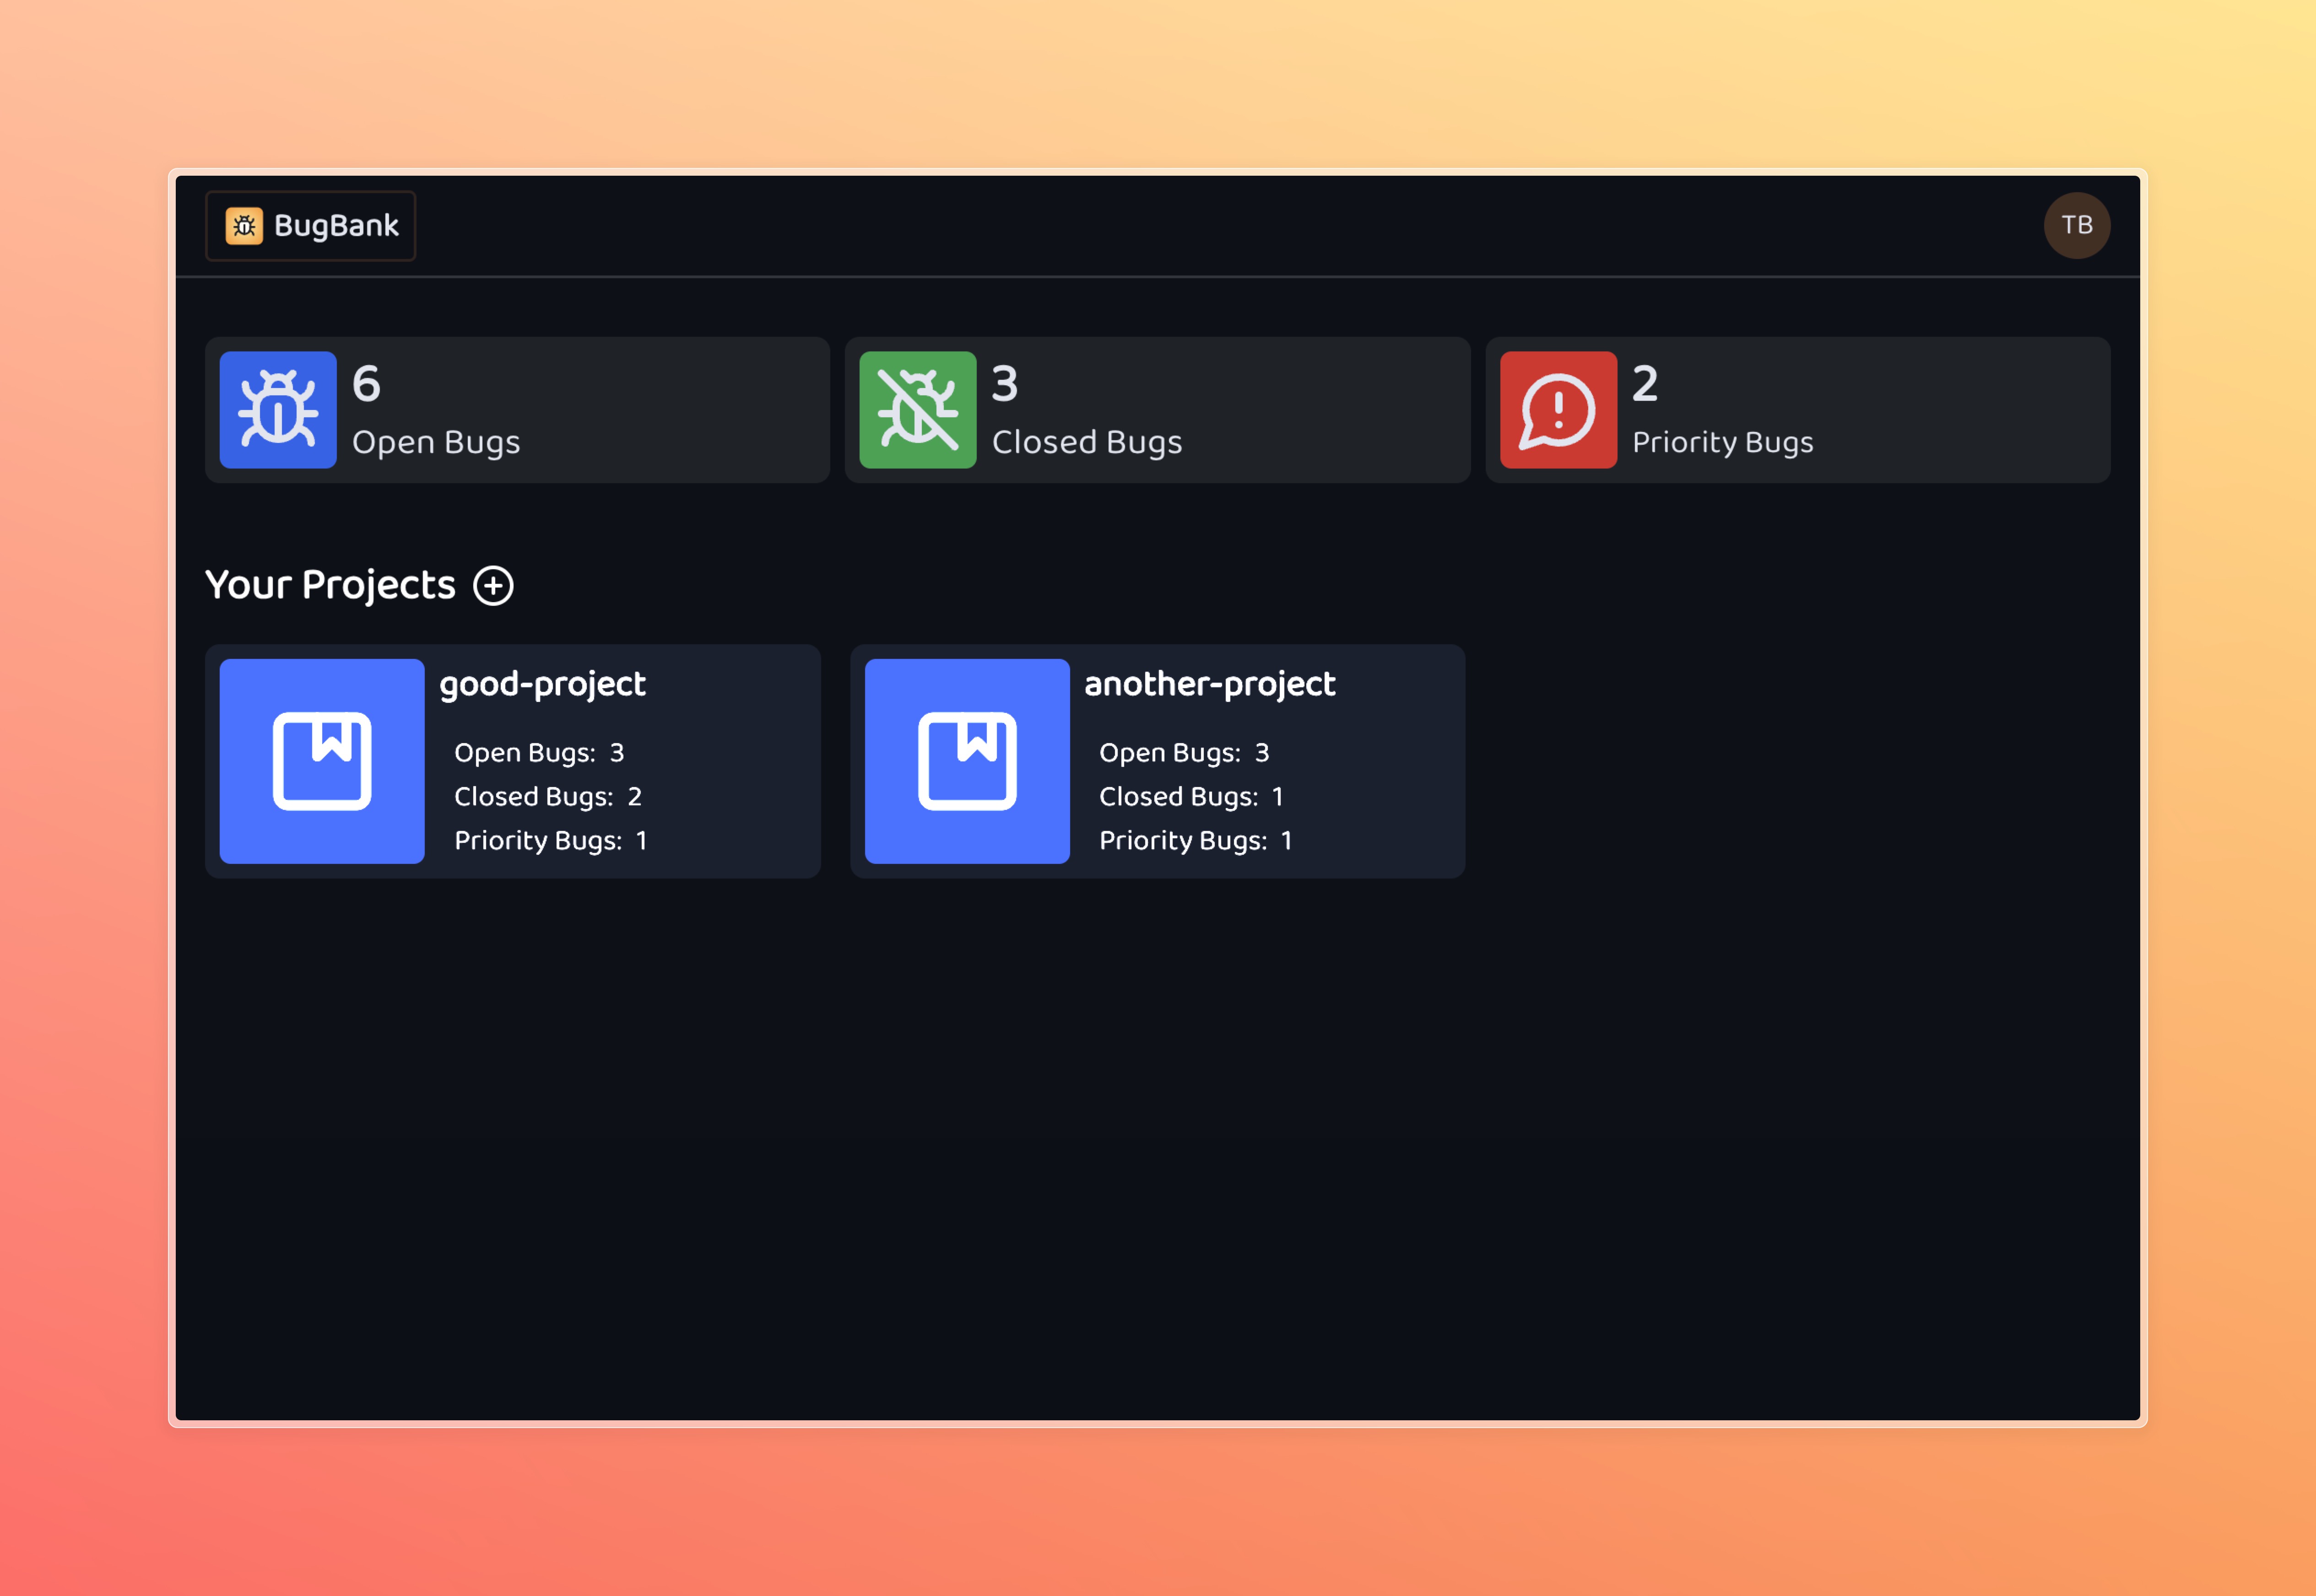 BugBank
TB
6
Open Bugs
3
Closed Bugs
2
Priority Bugs
Your Projects
good-project
Open Bugs: 3
Closed Bugs: 2
Priority Bugs: 1
another-project
Open Bugs: 3
Closed Bugs: 1
Priority Bugs: 1